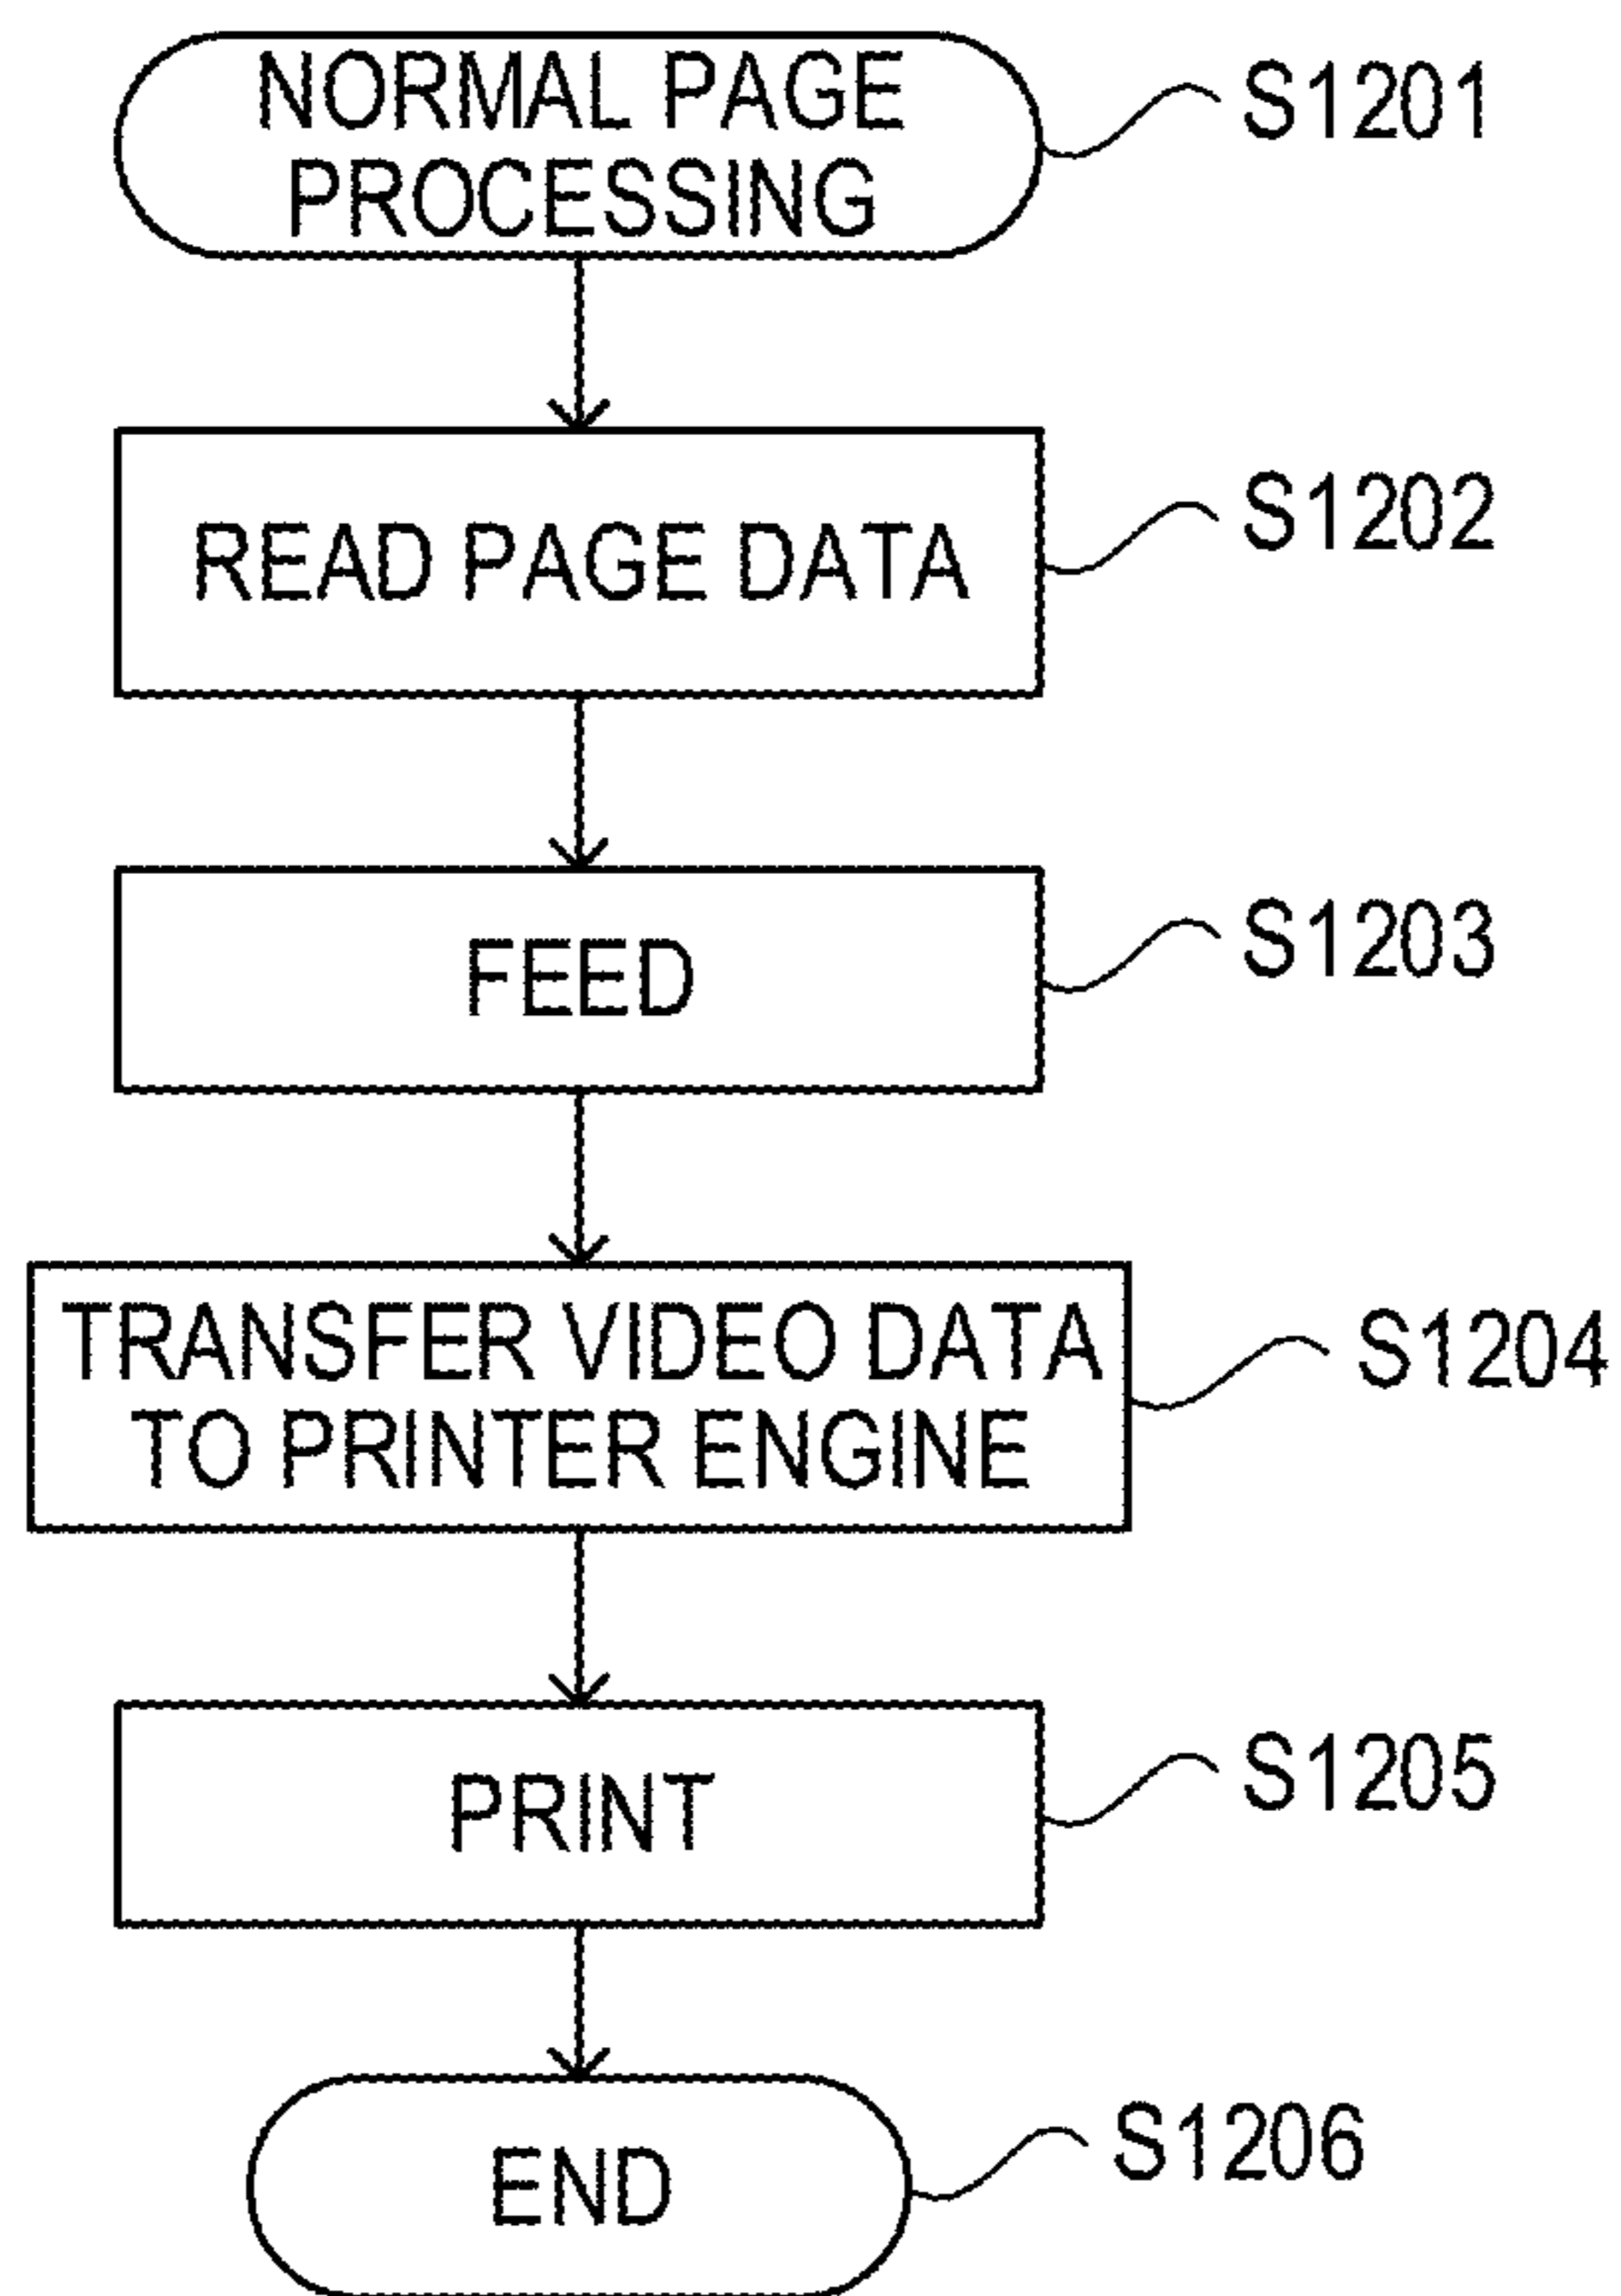 NORMAL PAGE
PROCESSING
S1201
READ PAGE DATA
S1202
FEED
S1203
TRANSFER VIDEO DATA
TO PRINTER ENGINE
S1204
PRINT
S1205
END
S1206